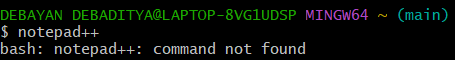 DEBAYAN DEBADITYA@LAPTOP-8VG1UDSP MINGW64 ~ (main)
$ notepad++
bash: notepad++: command not found